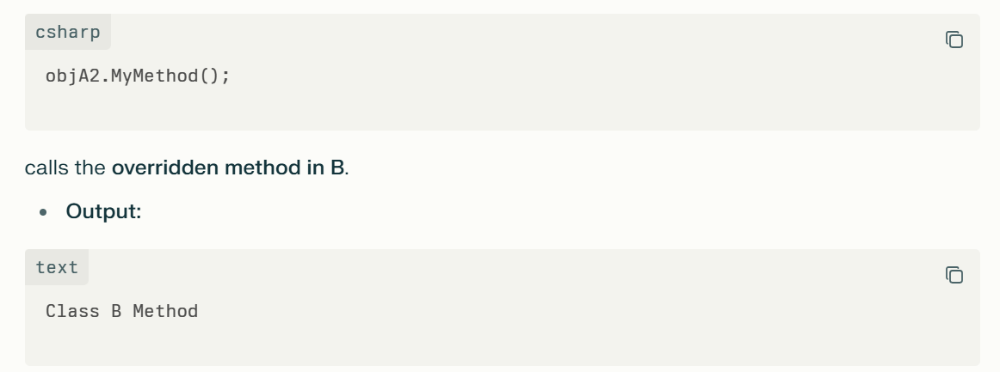 csharp
objA2.MyMethod();
calls the overridden method in B.
• Output:
text
Class B Method